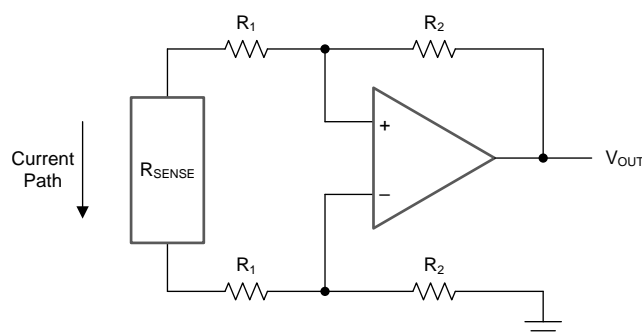 R1
R2
+
Current
Path
RSENSE
VOUT
−
R1
R2